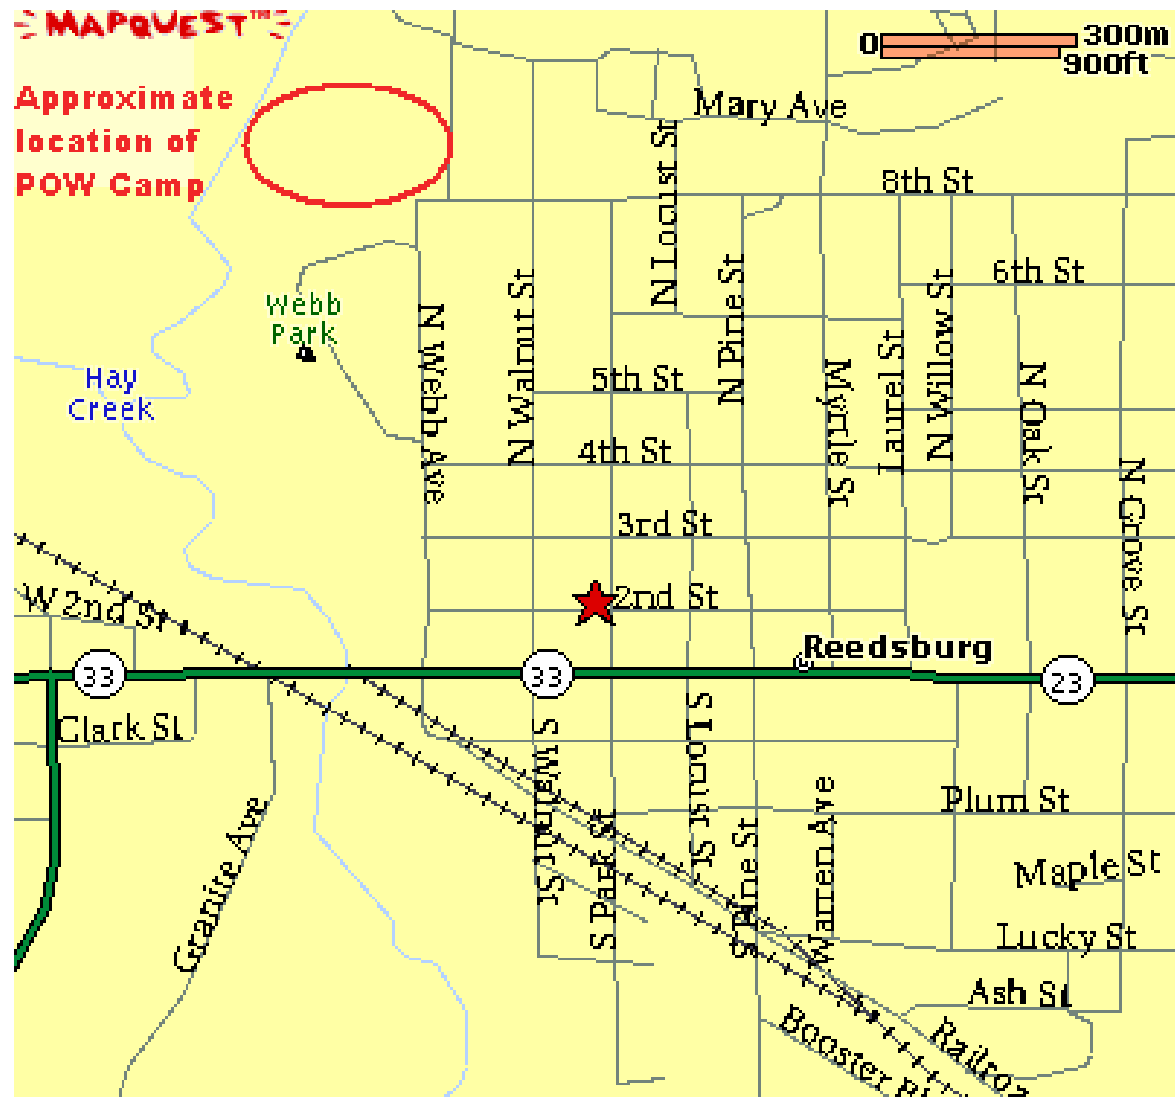 MAPQUEST™
0 300m
900ft
Approximate
location of
POW Camp
Mary Ave
N Locust St
8th St
6th St
N Pine St
N Walnut St
N Willow St
Webb
Park
N Webb Ave
Laurel St
Myrtle St
N Oak St
Hay
Creek
5th St
4th St
N Grove St
3rd St
2nd St
W 2nd St
Reedsburg
33
33
23
Clark St
S Walnut St
S Locust St
Plum St
Granite Ave
S Park St
S Pine St
Warren Ave
Maple St
Lucky St
Ash St
Booster
Railroa